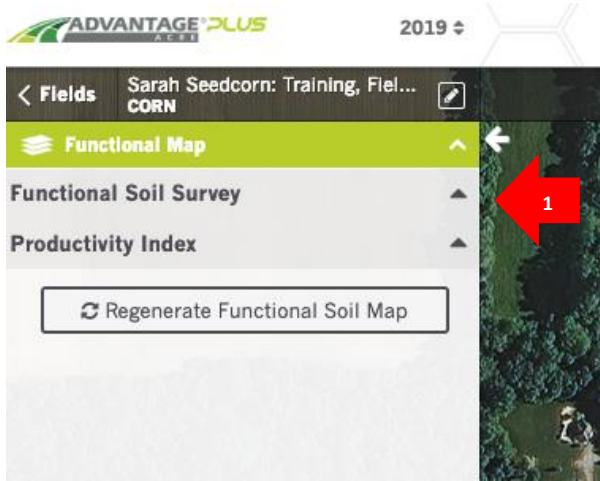 ADVANTAGE PLUS
ACRE
2019
Fields
Sarah Seedcorn: Training, Fiel...
CORN
Functional Map
Functional Soil Survey
1
Productivity Index
Regenerate Functional Soil Map